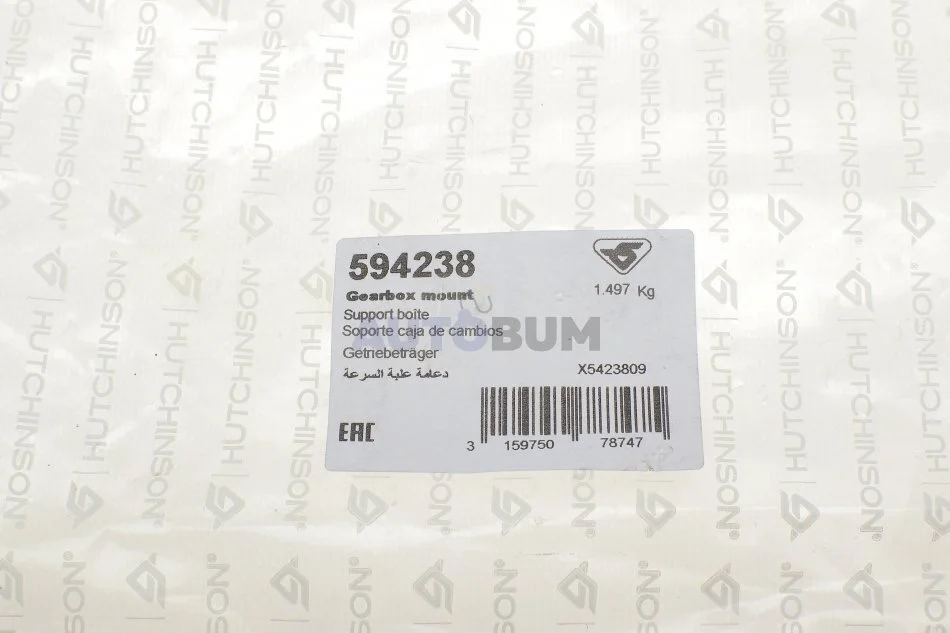 HUTCHINSON®
594238
Gearbox mount
1.497 Kg
Support boîte
Soporte caja de cambios
AUTOBUM
Getriebeträger
X5423809
دعامة علبة السرعة
EAC
3 159750 78747